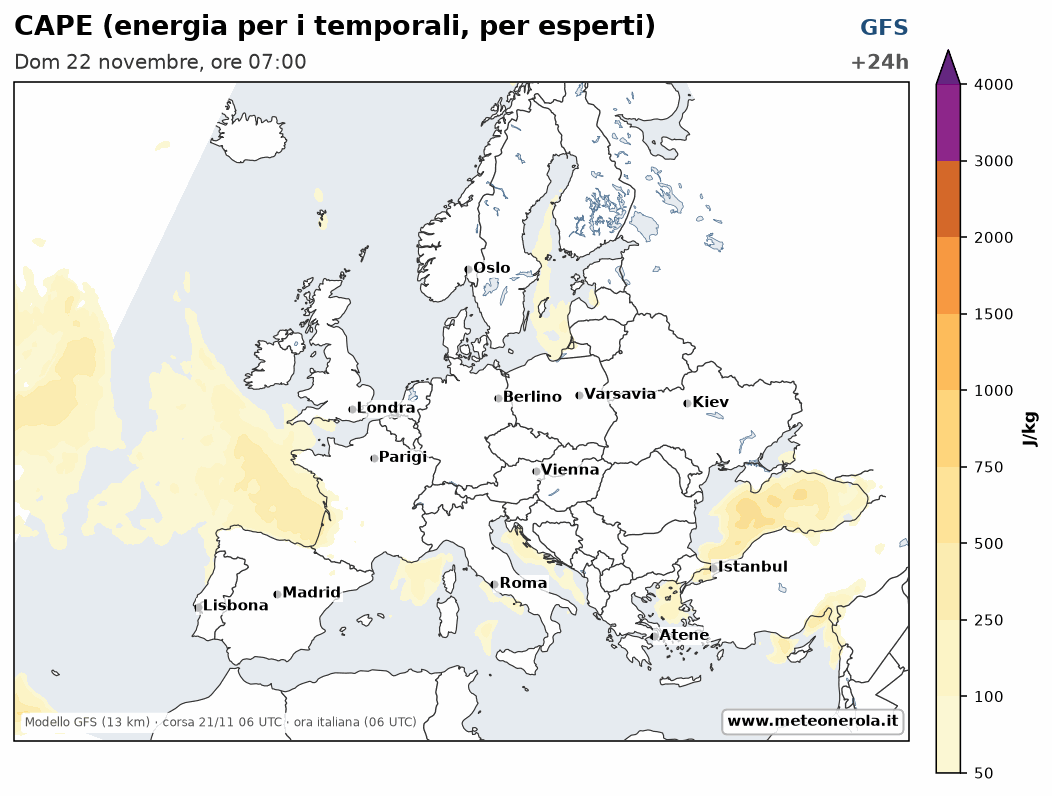 CAPE (energia per i temporali, per esperti)
GFS
Dom 22 novembre, ore 07:00
+24h
4000
3000
2000
1500
1000
750
500
250
100
50
J/kg
Oslo
Berlino
Varsavia
Kiev
Londra
Parigi
Vienna
Istanbul
Roma
Madrid
Lisbona
Atene
Modello GFS (13 km) · corsa 21/11 06 UTC · ora italiana (06 UTC)
www.meteonerola.it